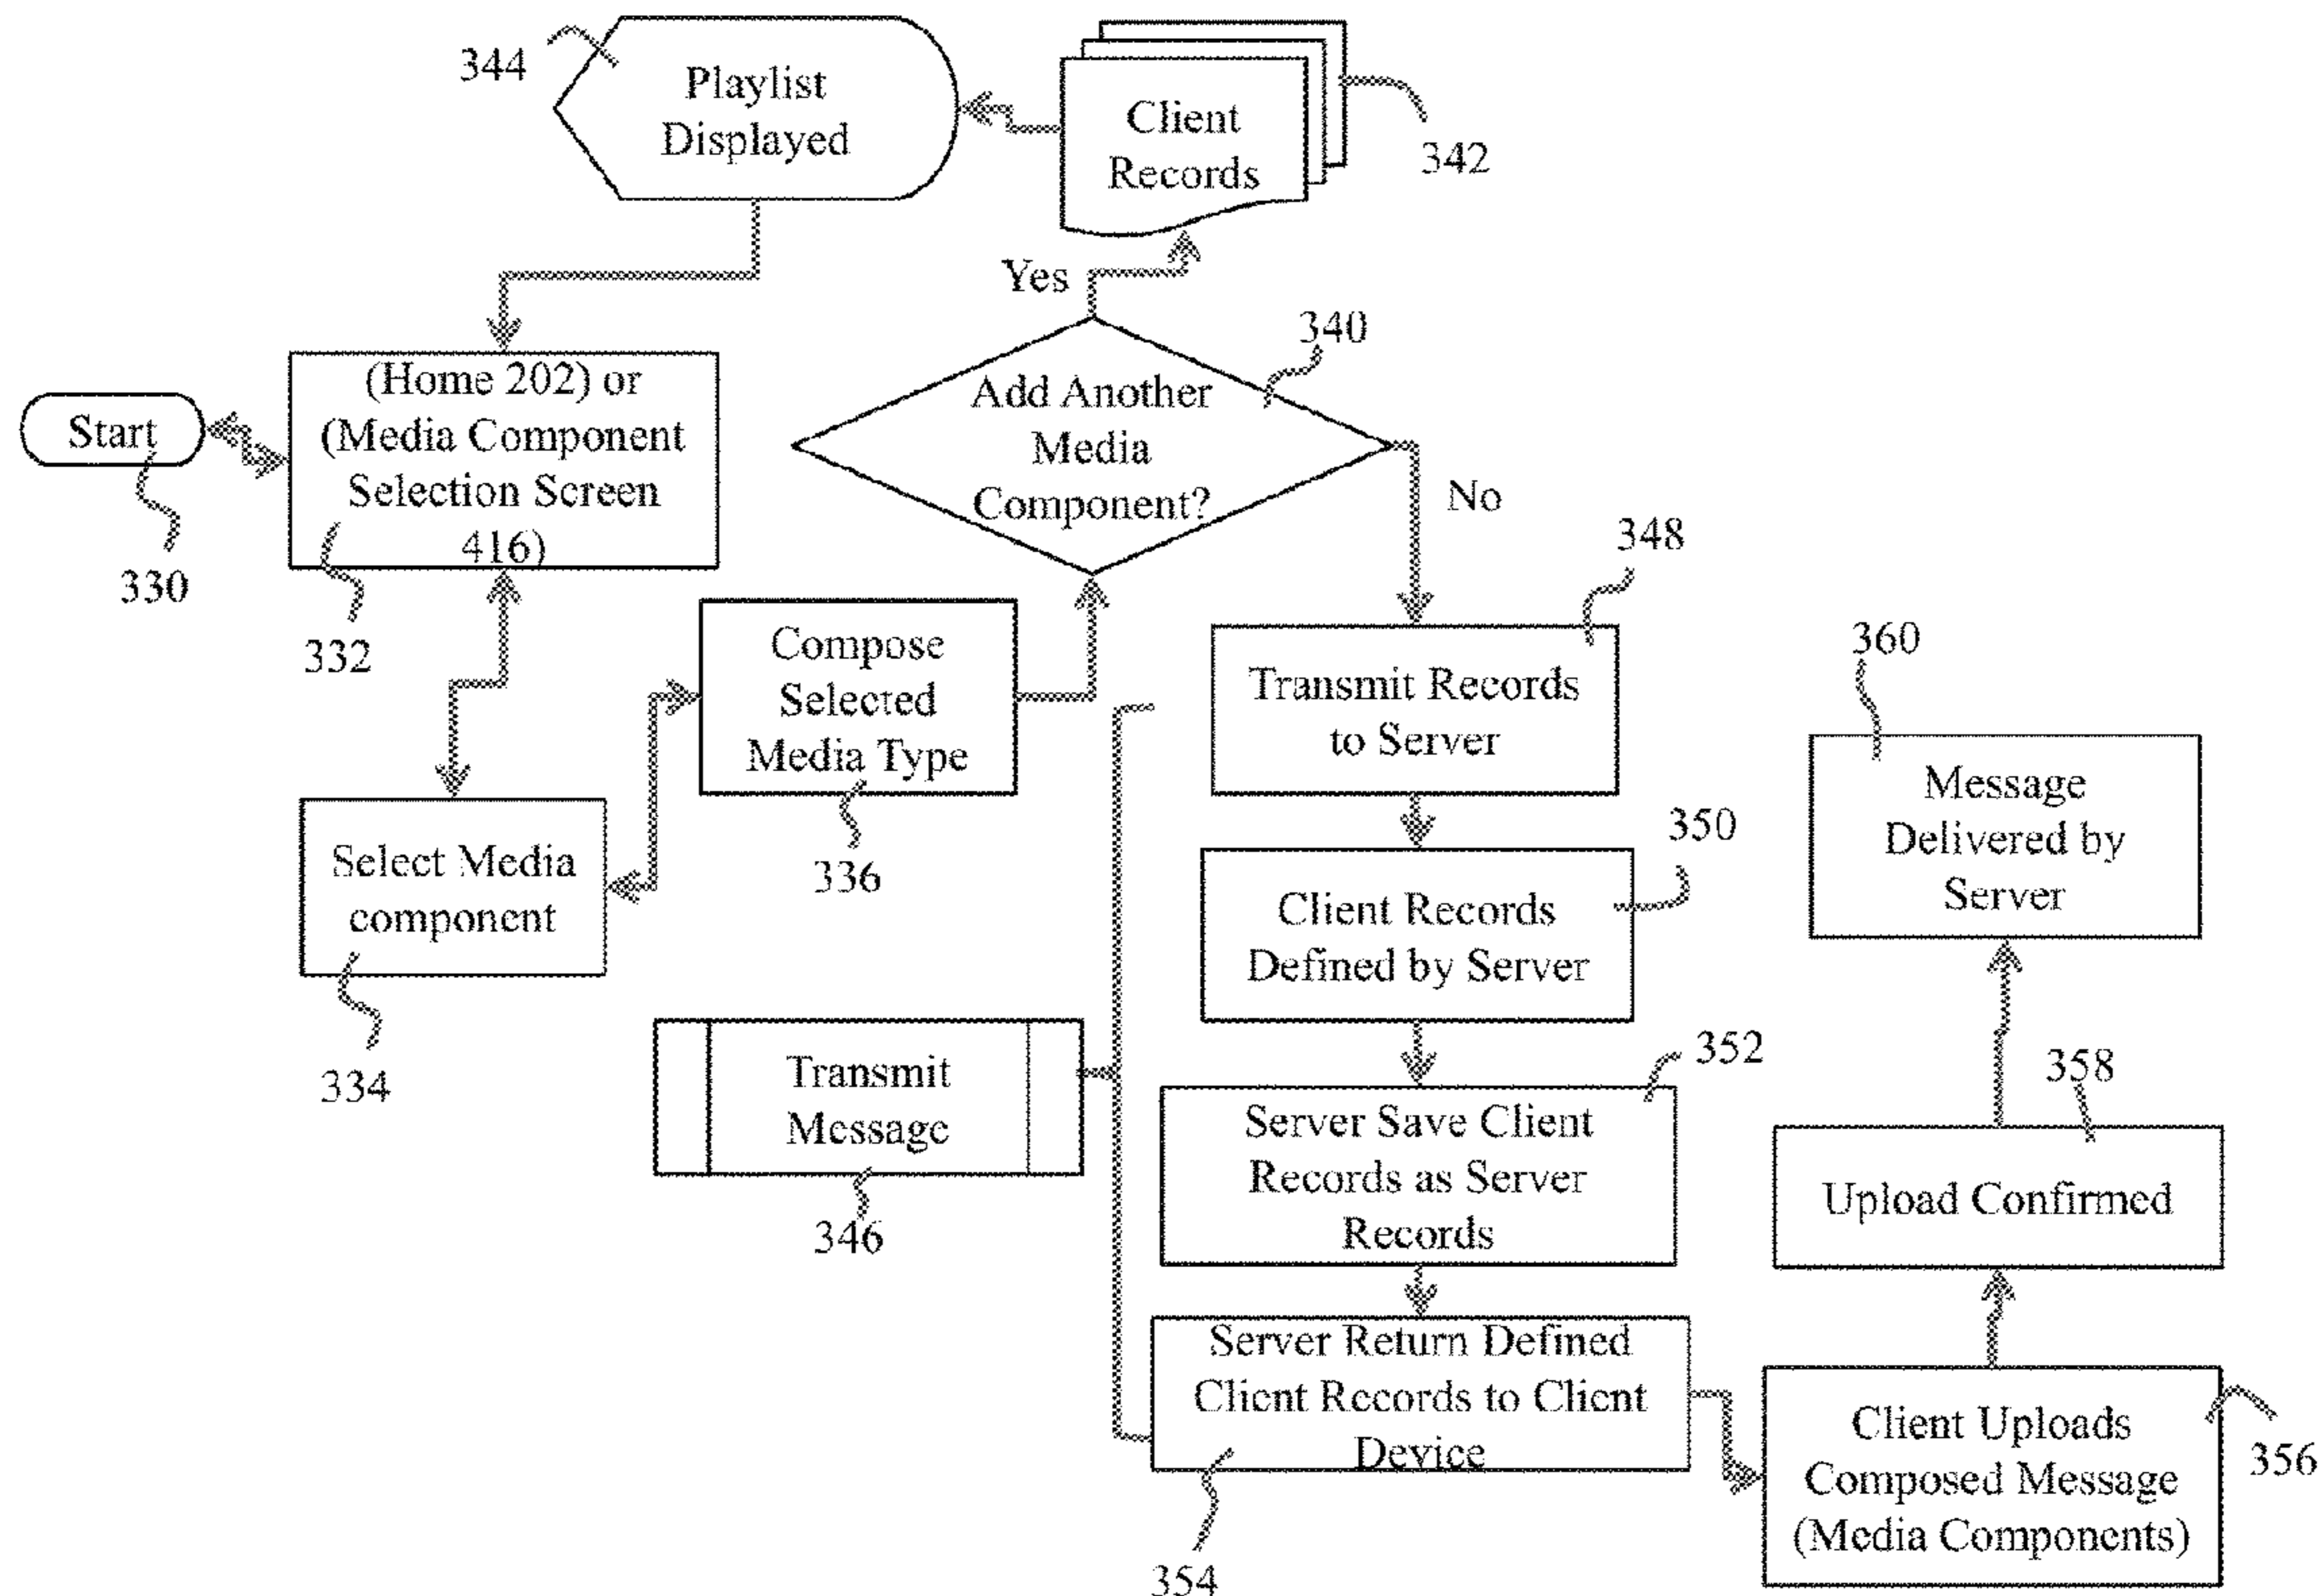 344
Playlist
Displayed
Client
Records
342
Yes
340
Start
330
(Home 202) or
(Media Component
Selection Screen
416)
332
Add Another
Media
Component?
No
348
Compose
Selected
Media Type
336
Transmit Records
to Server
360
Message
Delivered by
Server
Select Media
component
334
350
Client Records
Defined by Server
Transmit
Message
346
352
Server Save Client
Records as Server
Records
358
Upload Confirmed
Server Return Defined
Client Records to Client
Device
354
Client Uploads
Composed Message
(Media Components)
356